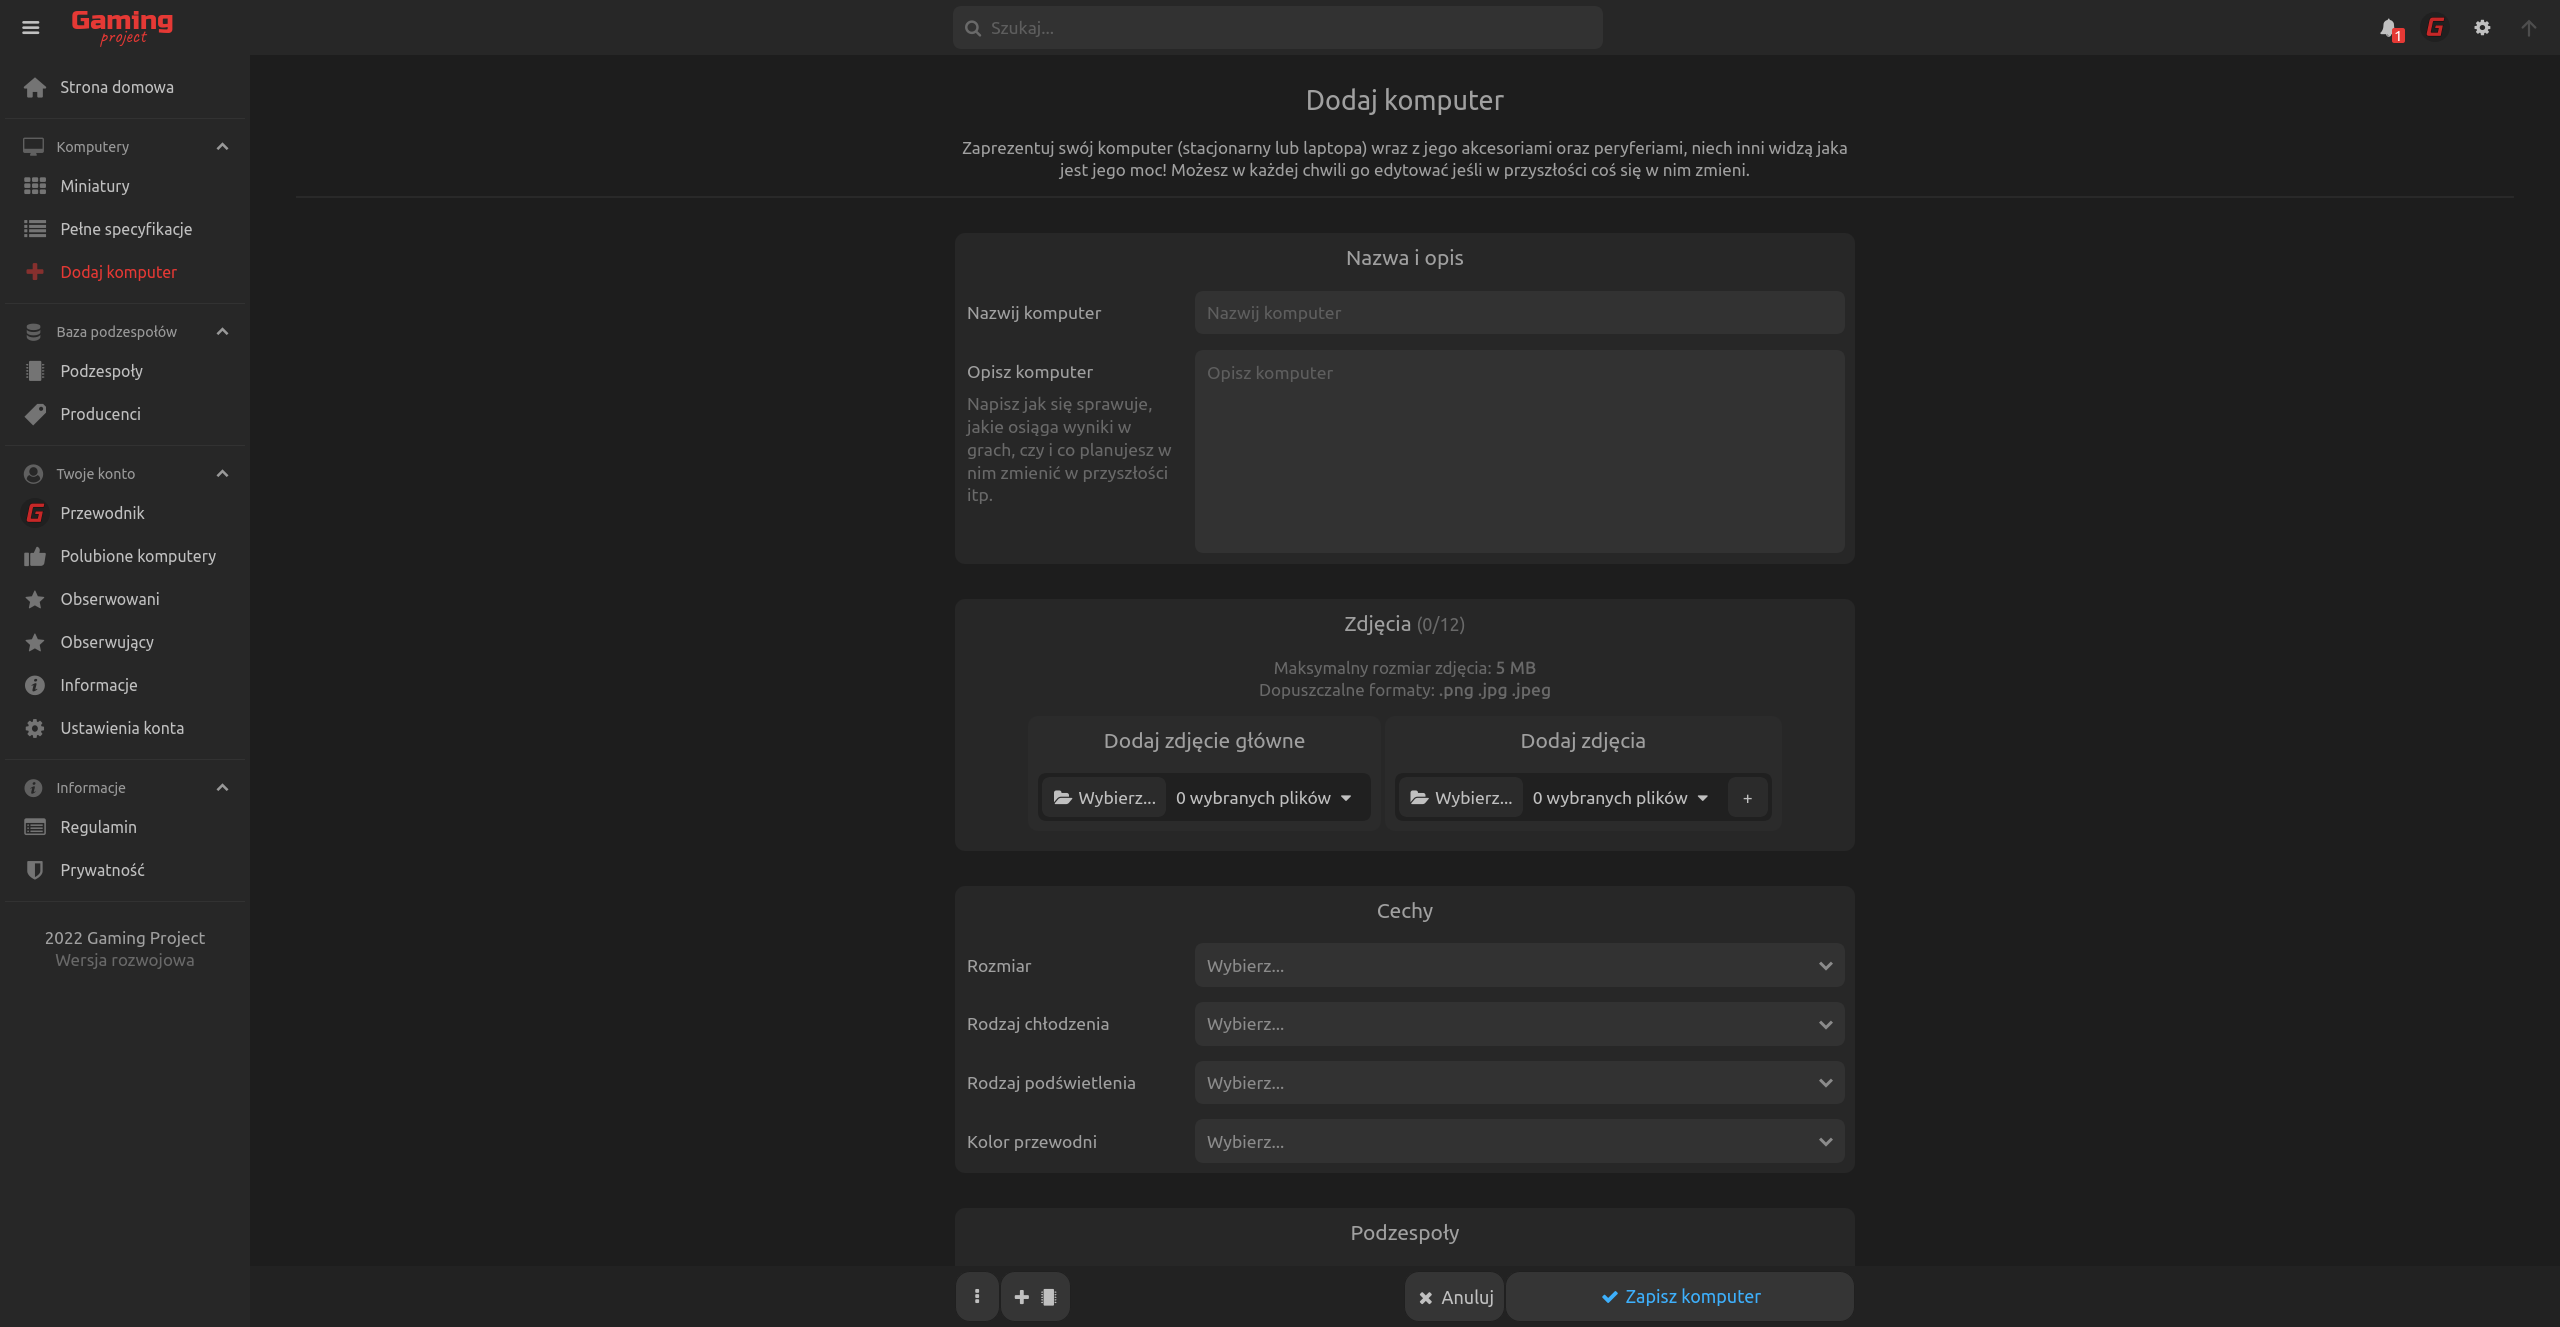 Gaming
project
Szukaj...
1
Strona domowa
Komputery
Miniatury
Pełne specyfikacje
Dodaj komputer
Baza podzespołów
Podzespoły
Producenci
Twoje konto
Przewodnik
Polubione komputery
Obserwowani
Obserwujący
Informacje
Ustawienia konta
Informacje
Regulamin
Prywatność
2022 Gaming Project
Wersja rozwojowa
Dodaj komputer
Zaprezentuj swój komputer (stacjonarny lub laptopa) wraz z jego akcesoriami oraz peryferiami, niech inni widzą jaka
jest jego moc! Możesz w każdej chwili go edytować jeśli w przyszłości coś się w nim zmieni.
Nazwa i opis
Nazwij komputer
Nazwij komputer
Opisz komputer
Opisz komputer
Napisz jak się sprawuje,
jakie osiąga wyniki w
grach, czy i co planujesz w
nim zmienić w przyszłości
itp.
Zdjęcia (0/12)
Maksymalny rozmiar zdjęcia: 5 MB
Dopuszczalne formaty: .png .jpg .jpeg
Dodaj zdjęcie główne
Wybierz... 0 wybranych plików
Dodaj zdjęcia
Wybierz... 0 wybranych plików +
Cechy
Rozmiar Wybierz...
Rodzaj chłodzenia Wybierz...
Rodzaj podświetlenia Wybierz...
Kolor przewodni Wybierz...
Podzespoły
Anuluj
Zapisz komputer